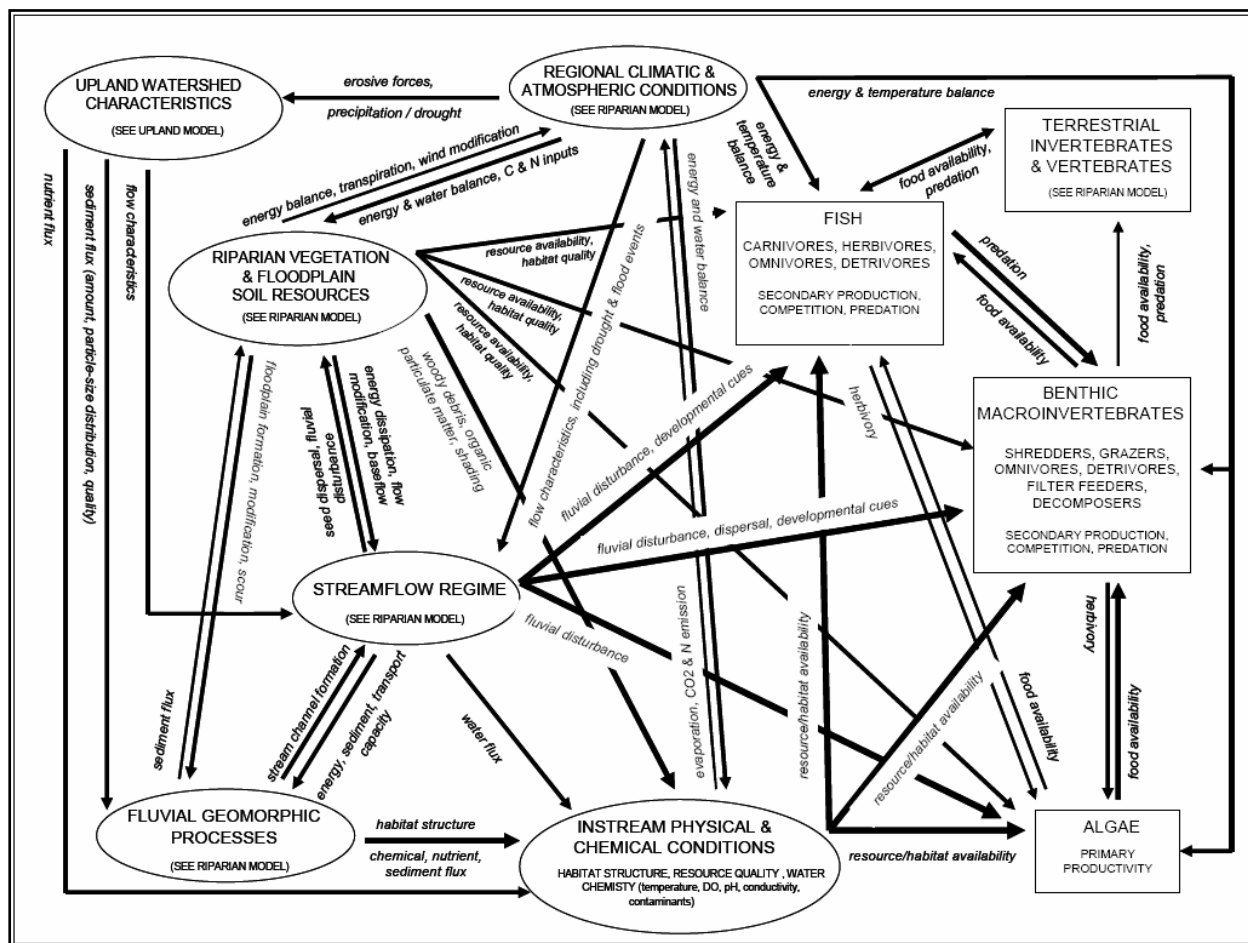 UPLAND WATERSHED
CHARACTERISTICS
(SEE UPLAND MODEL)
erosive forces,
precipitation / drought
REGIONAL CLIMATIC &
ATMOSPHERIC CONDITIONS
(SEE RIPARIAN MODEL)
energy & temperature balance
energy &
temperature
balance
TERRESTRIAL
INVERTEBRATES
& VERTEBRATES
(SEE RIPARIAN MODEL)
food availability,
predation
nutrient flux
sediment flux (amount, particle-size distribution, quality)
flow characteristics
energy balance, transpiration, wind modification
energy & water balance, C & N inputs
energy and water balance
FISH
CARNIVORES, HERBIVORES,
OMNIVORES, DETRIVORES
SECONDARY PRODUCTION,
COMPETITION, PREDATION
predation
food availability
food availability,
predation
RIPARIAN VEGETATION
& FLOODPLAIN
SOIL RESOURCES
(SEE RIPARIAN MODEL)
resource availability,
habitat quality
resource availability,
habitat quality
resource availability,
habitat quality
woody debris, organic
particulate matter, shading
flow characteristics, including drought & flood events
floodplain formation, modification, scour
seed dispersal, fluvial
disturbance
energy dissipation, flow
modification, baseflow
fluvial disturbance, developmental cues
herbivory
BENTHIC
MACROINVERTEBRATES
SHREDDERS, GRAZERS,
OMNIVORES, DETRIVORES,
FILTER FEEDERS,
DECOMPOSERS
SECONDARY PRODUCTION,
COMPETITION, PREDATION
fluvial disturbance, dispersal, developmental cues
STREAMFLOW REGIME
(SEE RIPARIAN MODEL)
fluvial disturbance
sediment flux
stream channel formation
energy, sediment, transport
capacity
water flux
evaporation, CO2 & N emission
resource/habitat availability
resource/habitat availability
food availability
herbivory
food availability
FLUVIAL GEOMORPHIC
PROCESSES
(SEE RIPARIAN MODEL)
habitat structure
chemical, nutrient,
sediment flux
INSTREAM PHYSICAL &
CHEMICAL CONDITIONS
HABITAT STRUCTURE, RESOURCE QUALITY , WATER
CHEMISTY (temperature, DO, pH, conductivity,
contaminants)
resource/habitat availability
ALGAE
PRIMARY
PRODUCTIVITY